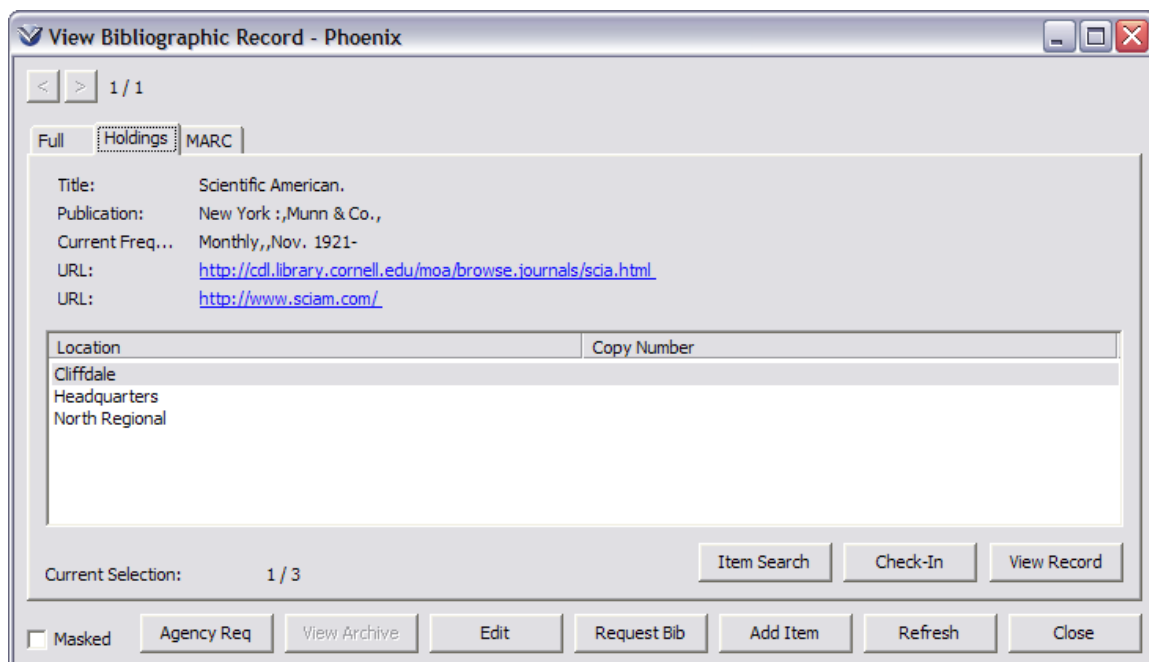 View Bibliographic Record - Phoenix
< > 1 / 1
Full Holdings MARC
Title: Scientific American.
Publication: New York :,Munn & Co.,
Current Freq... Monthly,,Nov. 1921-
URL: http://cdl.library.cornell.edu/moa/browse.journals/scia.html
URL: http://www.sciam.com/
Location Copy Number
Cliffdale
Headquarters
North Regional
Item Search Check-In View Record
Current Selection: 1 / 3
Masked Agency Req View Archive Edit Request Bib Add Item Refresh Close